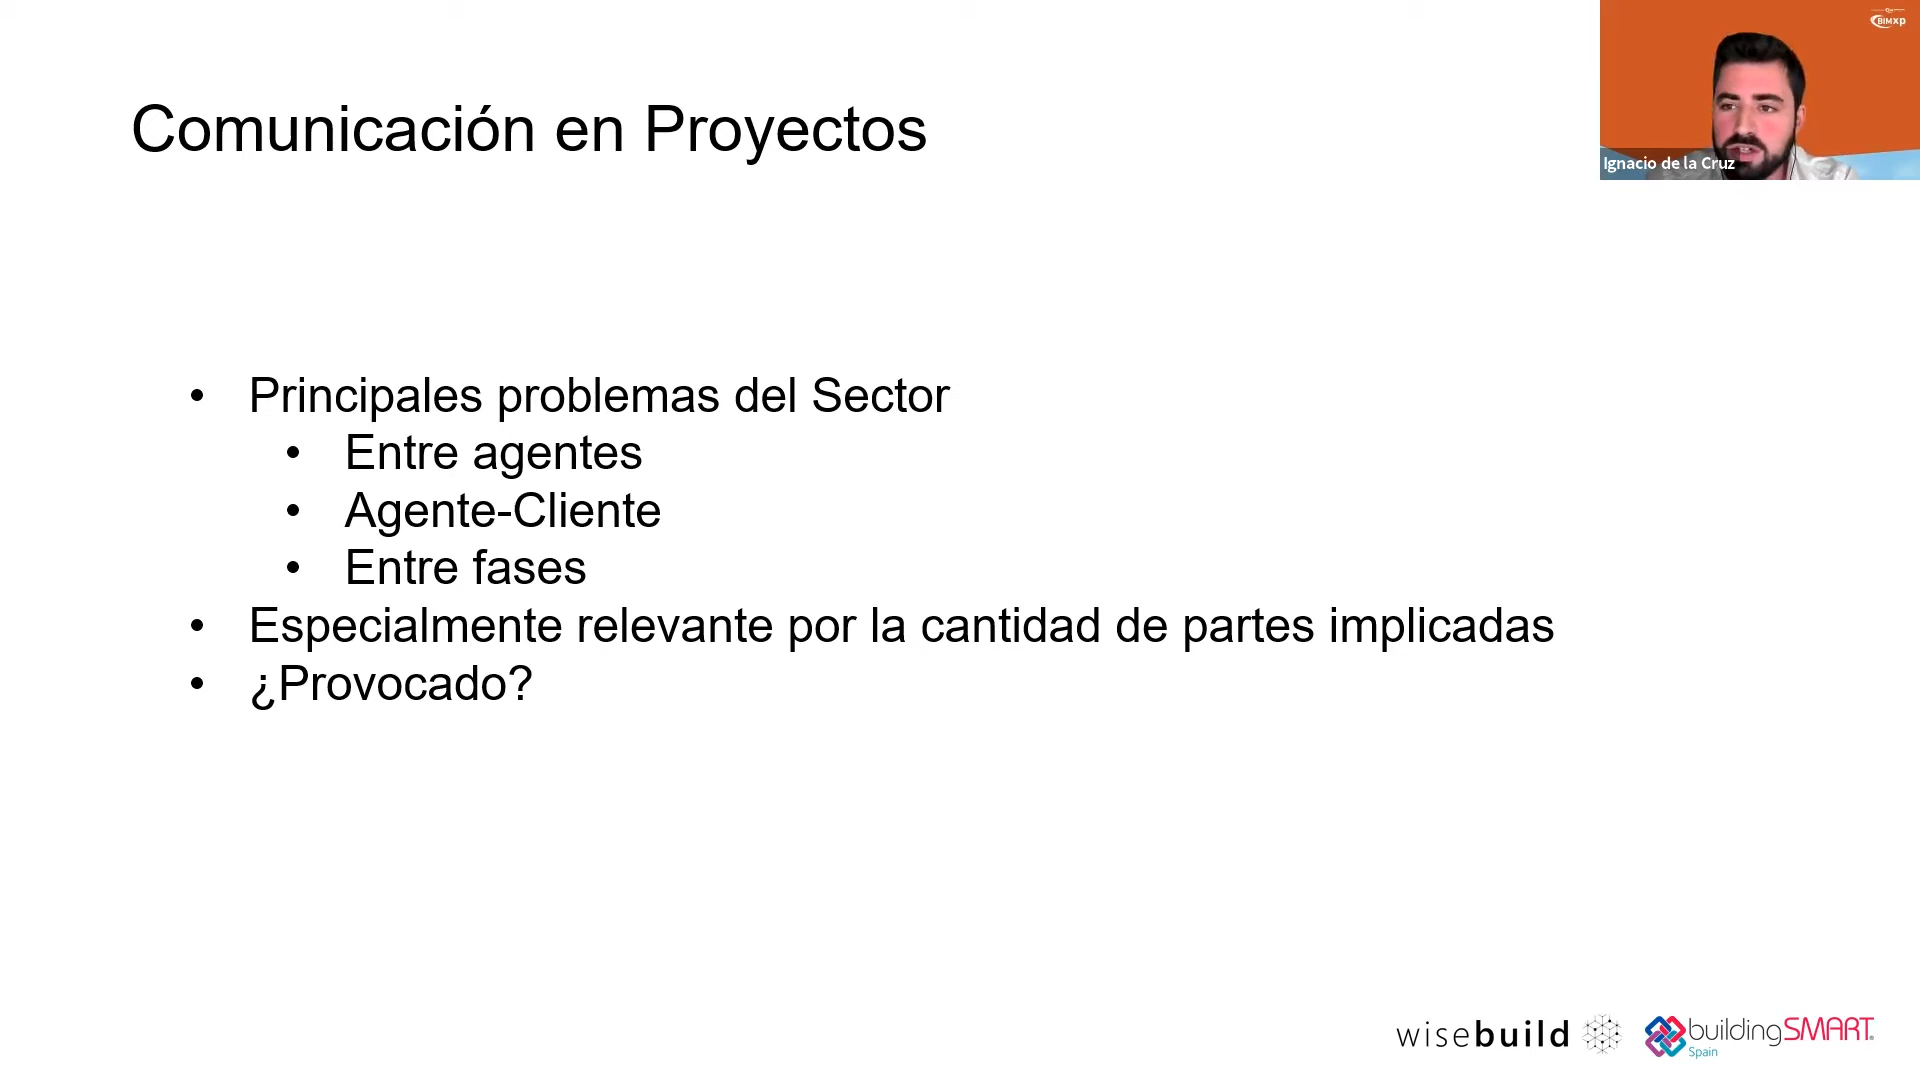 Comunicación en Proyectos
BIMxp
Ignacio de la Cruz
• Principales problemas del Sector
• Entre agentes
• Agente-Cliente
• Entre fases
• Especialmente relevante por la cantidad de partes implicadas
• ¿Provocado?
wisebuild
buildingSMART®
Spain